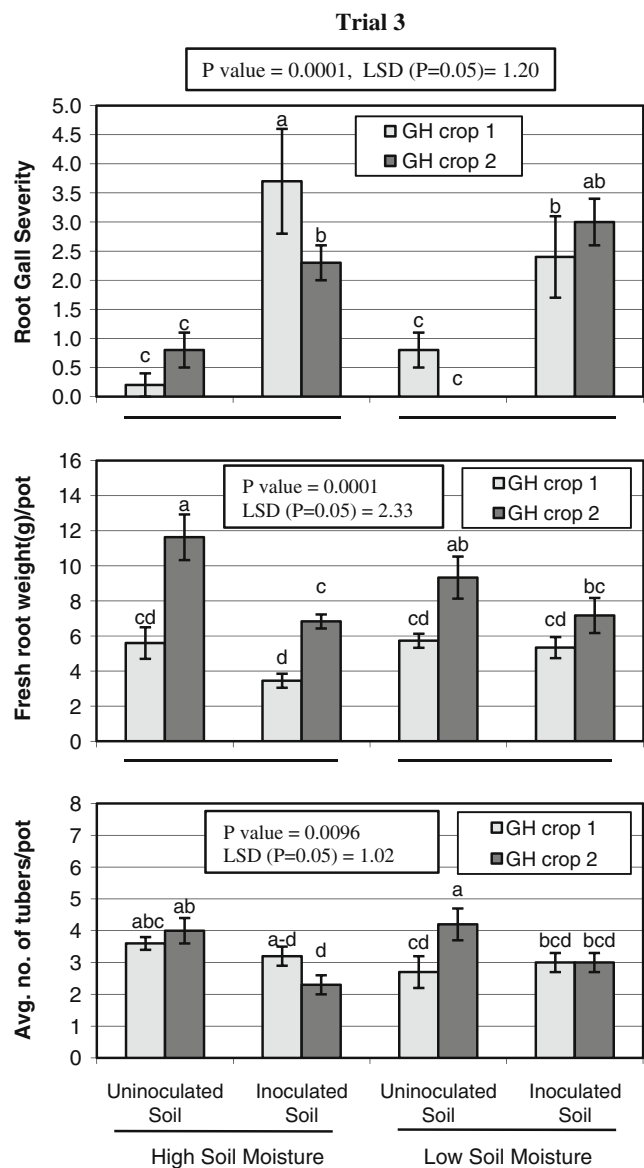 Trial 3
P value = 0.0001, LSD (P=0.05)= 1.20
Root Gall Severity
5.0
4.5
4.0
3.5
3.0
2.5
2.0
1.5
1.0
0.5
0.0
GH crop 1
GH crop 2
c
c
a
b
c
c
b
ab
Fresh root weight(g)/pot
16
14
12
10
8
6
4
2
0
P value = 0.0001
LSD (P=0.05) = 2.33
GH crop 1
GH crop 2
cd
a
d
c
cd
ab
cd
bc
Avg. no. of tubers/pot
8
7
6
5
4
3
2
1
0
P value = 0.0096
LSD (P=0.05) = 1.02
GH crop 1
GH crop 2
abc
ab
a-d
d
cd
a
bcd
bcd
Uninoculated Soil
Inoculated Soil
Uninoculated Soil
Inoculated Soil
High Soil Moisture
Low Soil Moisture